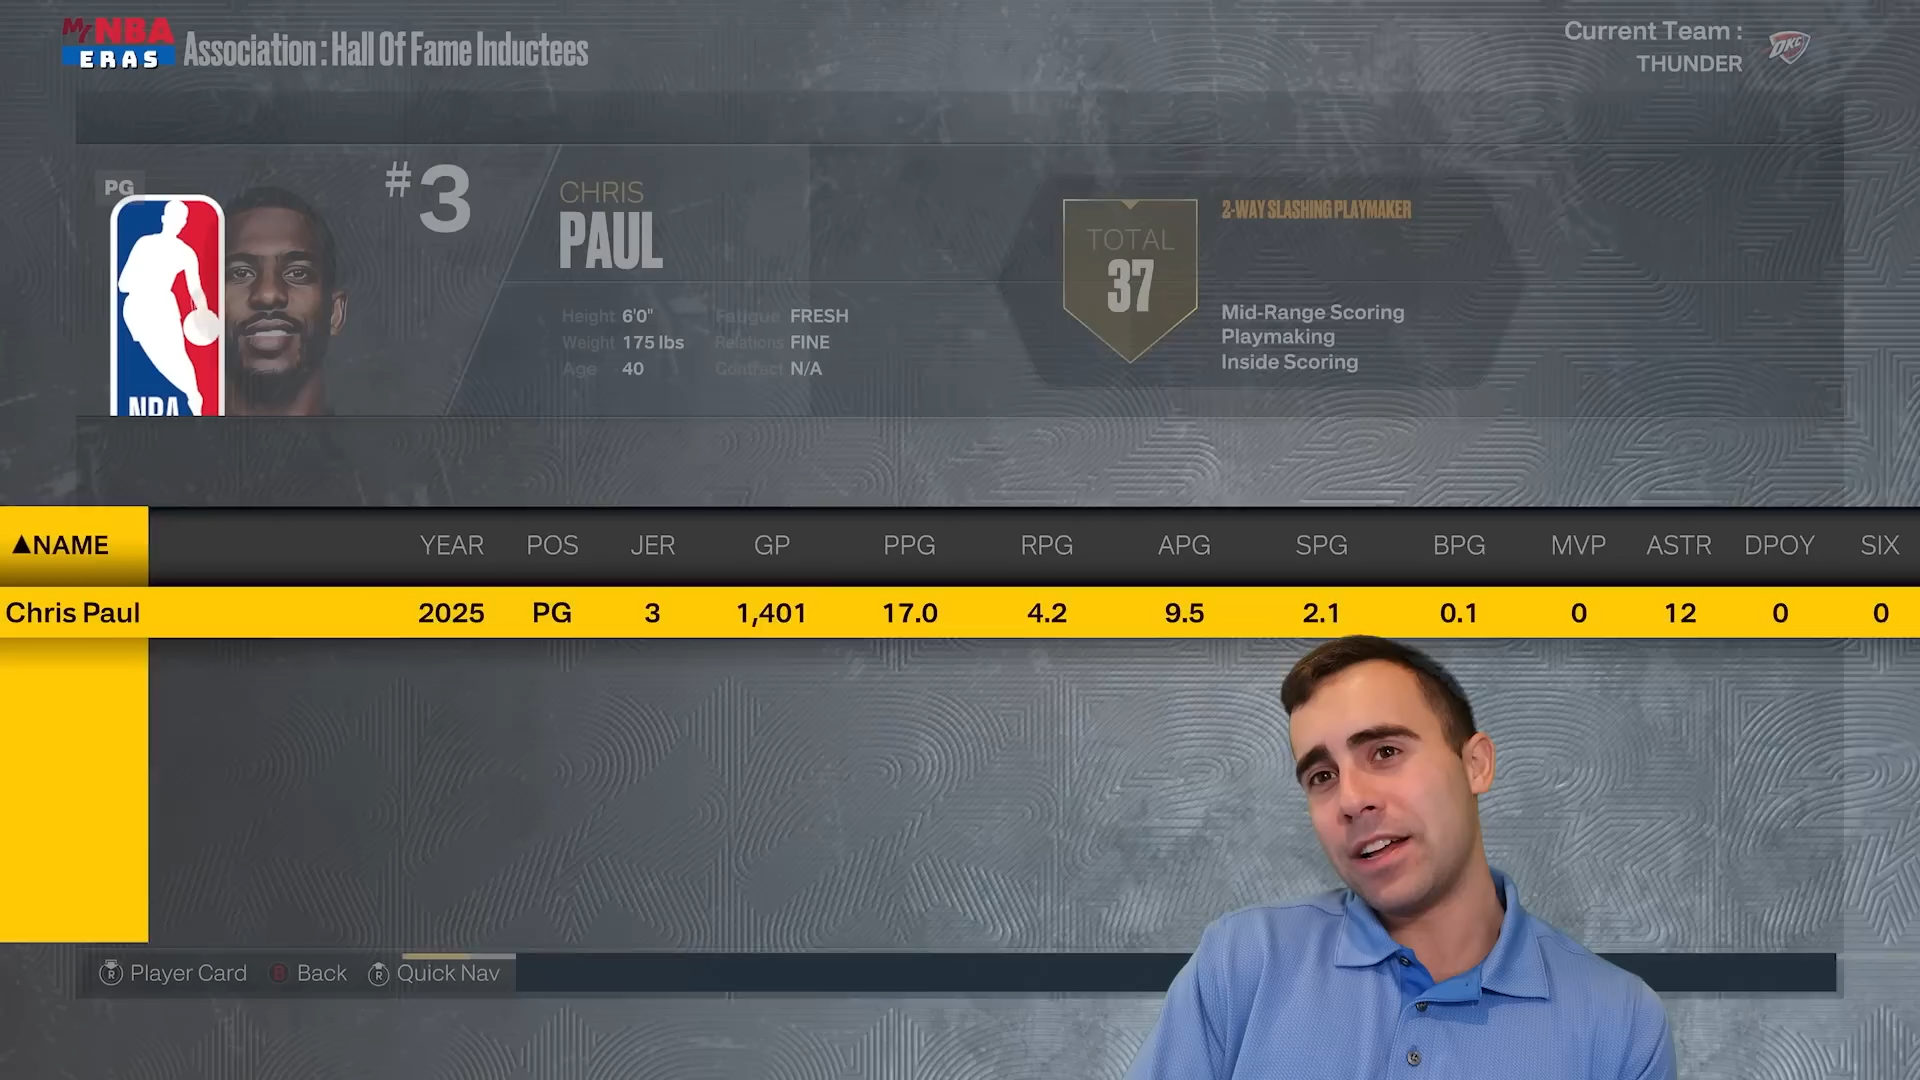 MyNBA
ERAS
Association : Hall Of Fame Inductees
Current Team :
THUNDER
OKC
PG
#3
CHRIS
PAUL
Height 6'0"
Weight 175 lbs
Age 40
Fatigue FRESH
Relations FINE
Contract N/A
TOTAL
37
2-WAY SLASHING PLAYMAKER
Mid-Range Scoring
Playmaking
Inside Scoring
NBA
▲NAME YEAR POS JER GP PPG RPG APG SPG BPG MVP ASTR DPOY SIX
Chris Paul 2025 PG 3 1,401 17.0 4.2 9.5 2.1 0.1 0 12 0 0
R Player Card B Back R Quick Nav